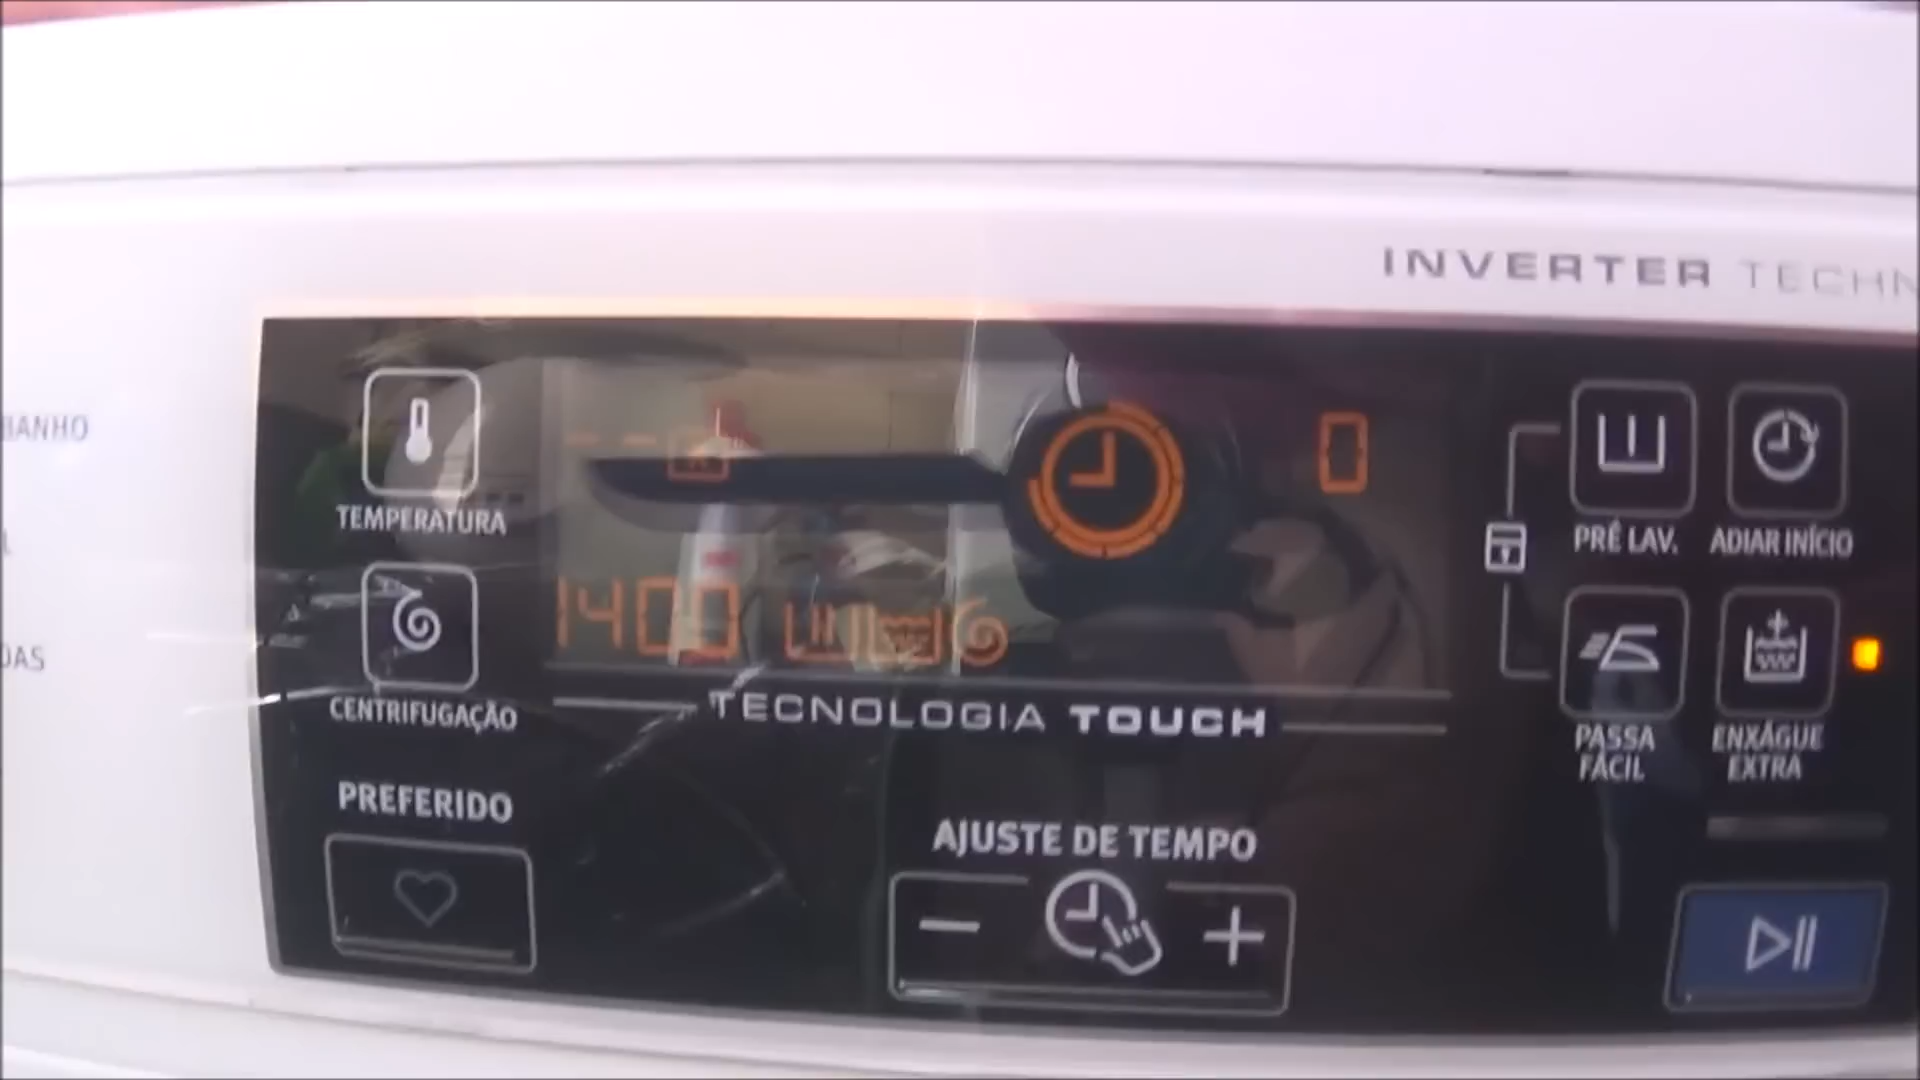 INVERTER TECHN
BANHO
TEMPERATURA
0
PRÉ LAV.
ADIAR INÍCIO
1400
CENTRIFUGAÇÃO
TECNOLOGIA TOUCH
PASSA
FÁCIL
ENXÁGUE
EXTRA
DAS
PREFERIDO
AJUSTE DE TEMPO
− +